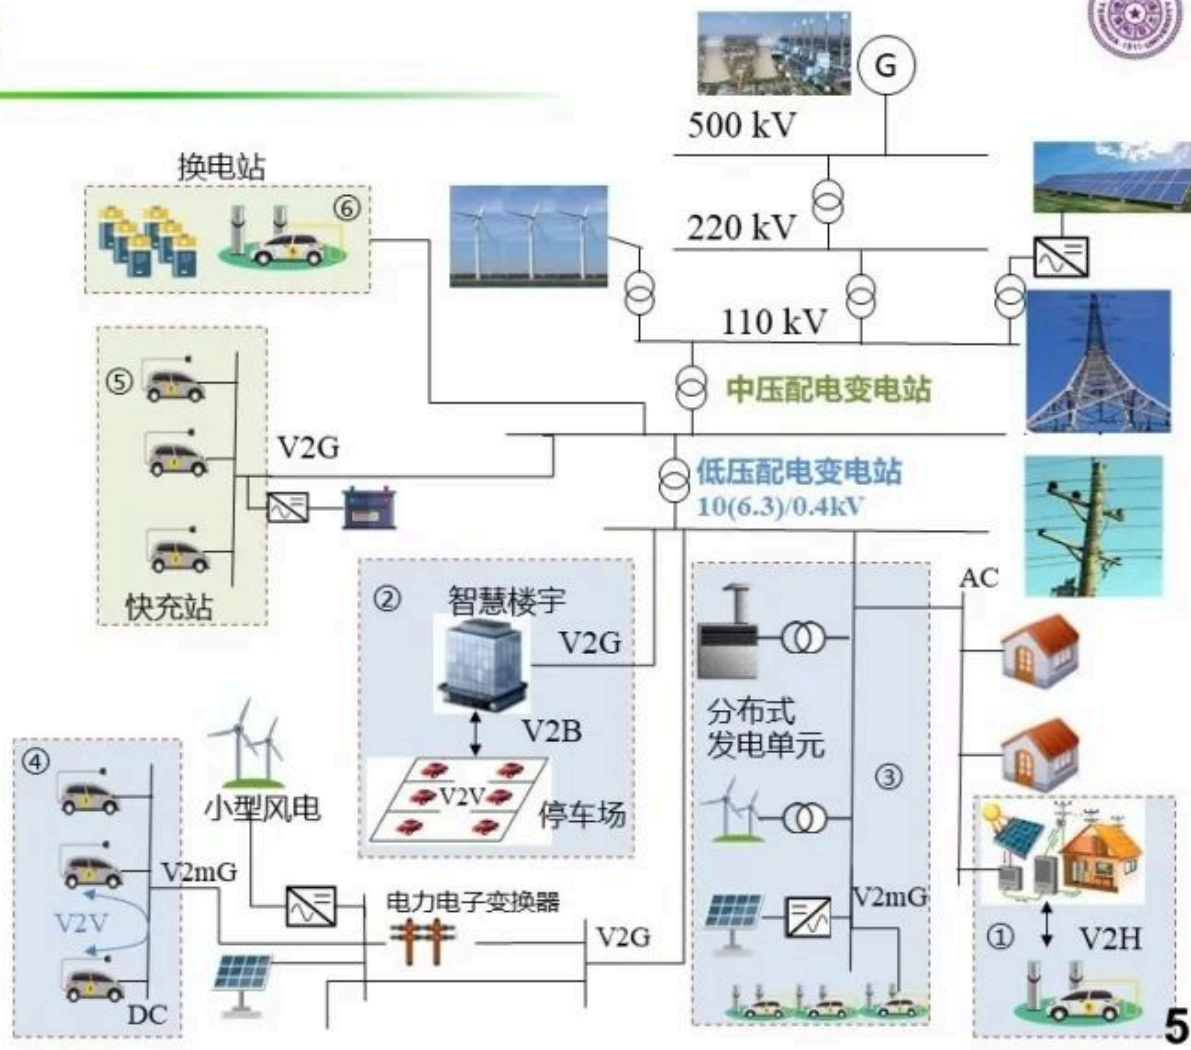 G
500 kV
换电站
⑥
220 kV
110 kV
⑤
中压配电变电站
V2G
低压配电变电站
10(6.3)/0.4kV
快充站
②
智慧楼宇
V2G
AC
V2B
分布式
发电单元
③
④
小型风电
V2V
停车场
V2mG
V2V
电力电子变换器
V2G
V2mG
①
V2H
DC
5